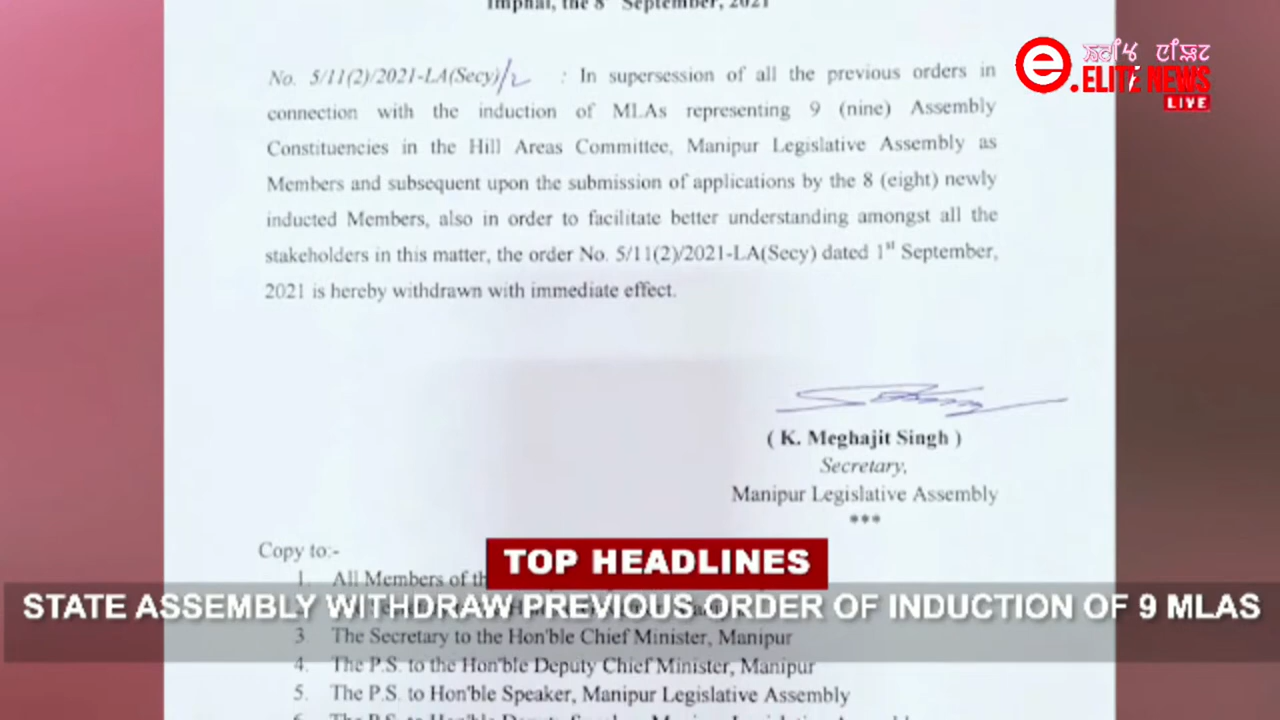 Imphal, the 8th September, 2021
No. 5/11(2)/2021-LA(Secy)/2 : In supersession of all the previous orders in
connection with the induction of MLAs representing 9 (nine) Assembly
Constituencies in the Hill Areas Committee, Manipur Legislative Assembly as
Members and subsequent upon the submission of applications by the 8 (eight) newly
inducted Members, also in order to facilitate better understanding amongst all the
stakeholders in this matter, the order No. 5/11(2)/2021-LA(Secy) dated 1st September,
2021 is hereby withdrawn with immediate effect.
( K. Meghajit Singh )
Secretary,
Manipur Legislative Assembly
***
Copy to:-
1. All Members of
3. The Secretary to the Hon'ble Chief Minister, Manipur
4. The P.S. to the Hon'ble Deputy Chief Minister, Manipur
5. The P.S. to Hon'ble Speaker, Manipur Legislative Assembly
e.ELITE NEWS
LIVE
TOP HEADLINES
STATE ASSEMBLY WITHDRAW PREVIOUS ORDER OF INDUCTION OF 9 MLAS